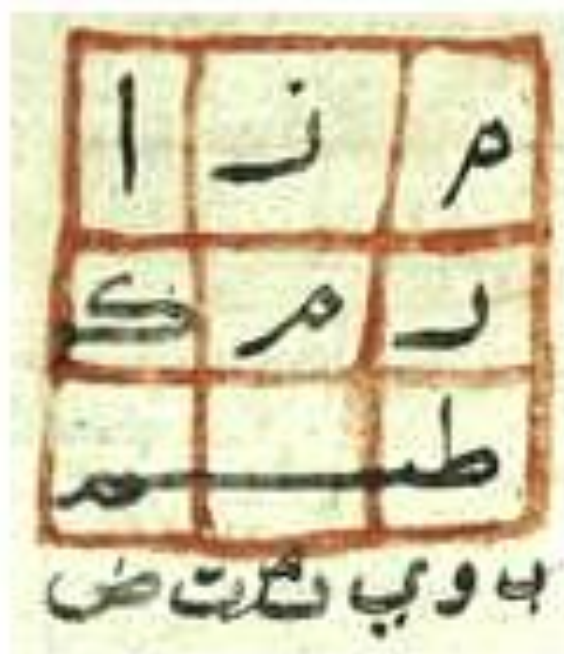 م ز ا
ر م ك
طسم
ب و ي